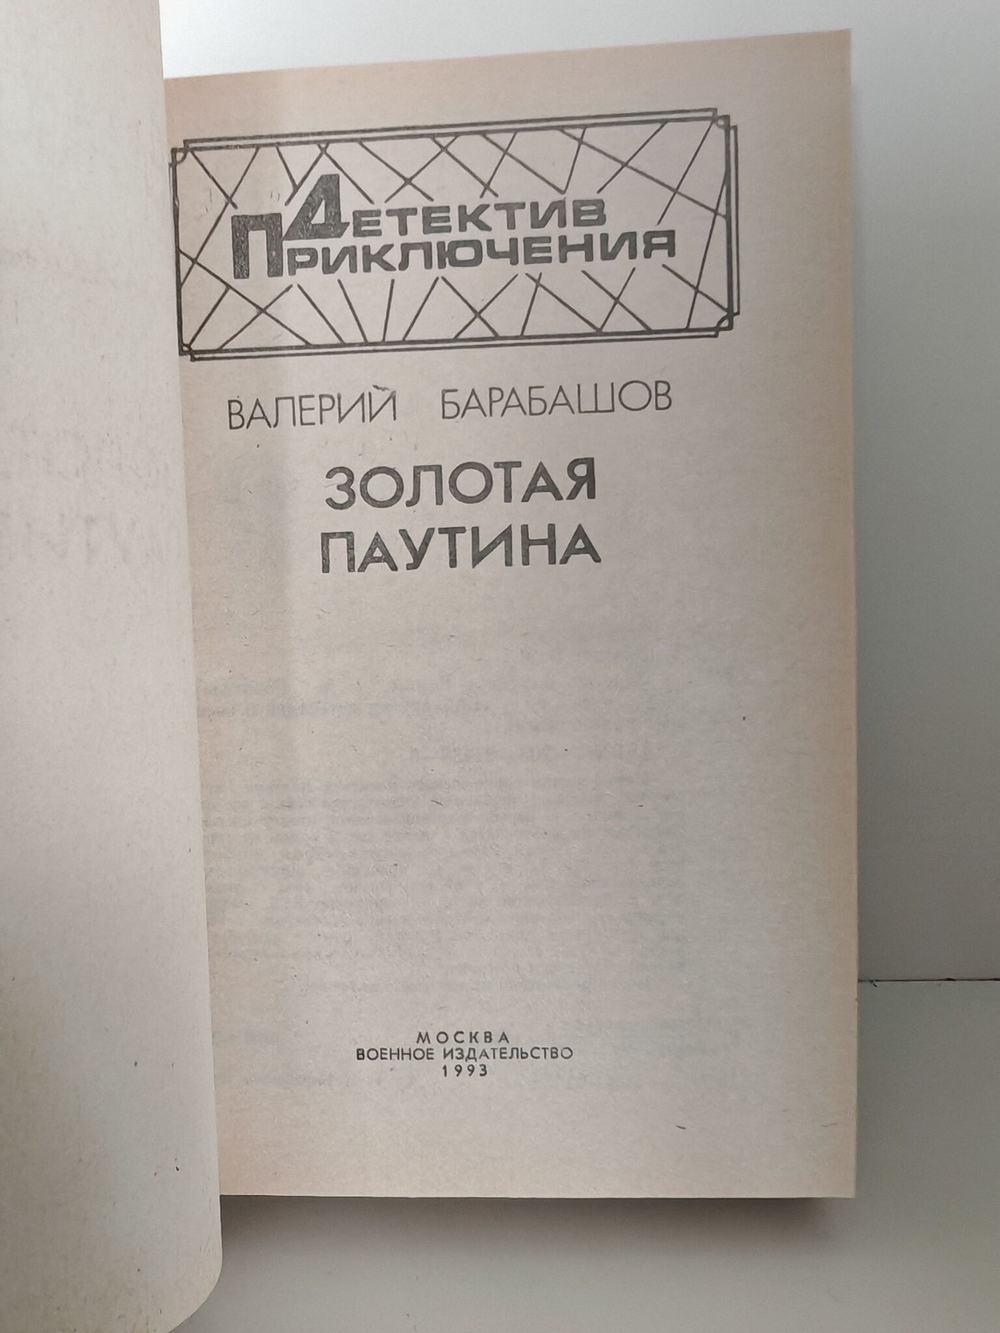 ДЕТЕКТИВ
ПРИКЛЮЧЕНИЯ
ВАЛЕРИЙ БАРАБАШОВ
ЗОЛОТАЯ
ПАУТИНА
МОСКВА
ВОЕННОЕ ИЗДАТЕЛЬСТВО
1993